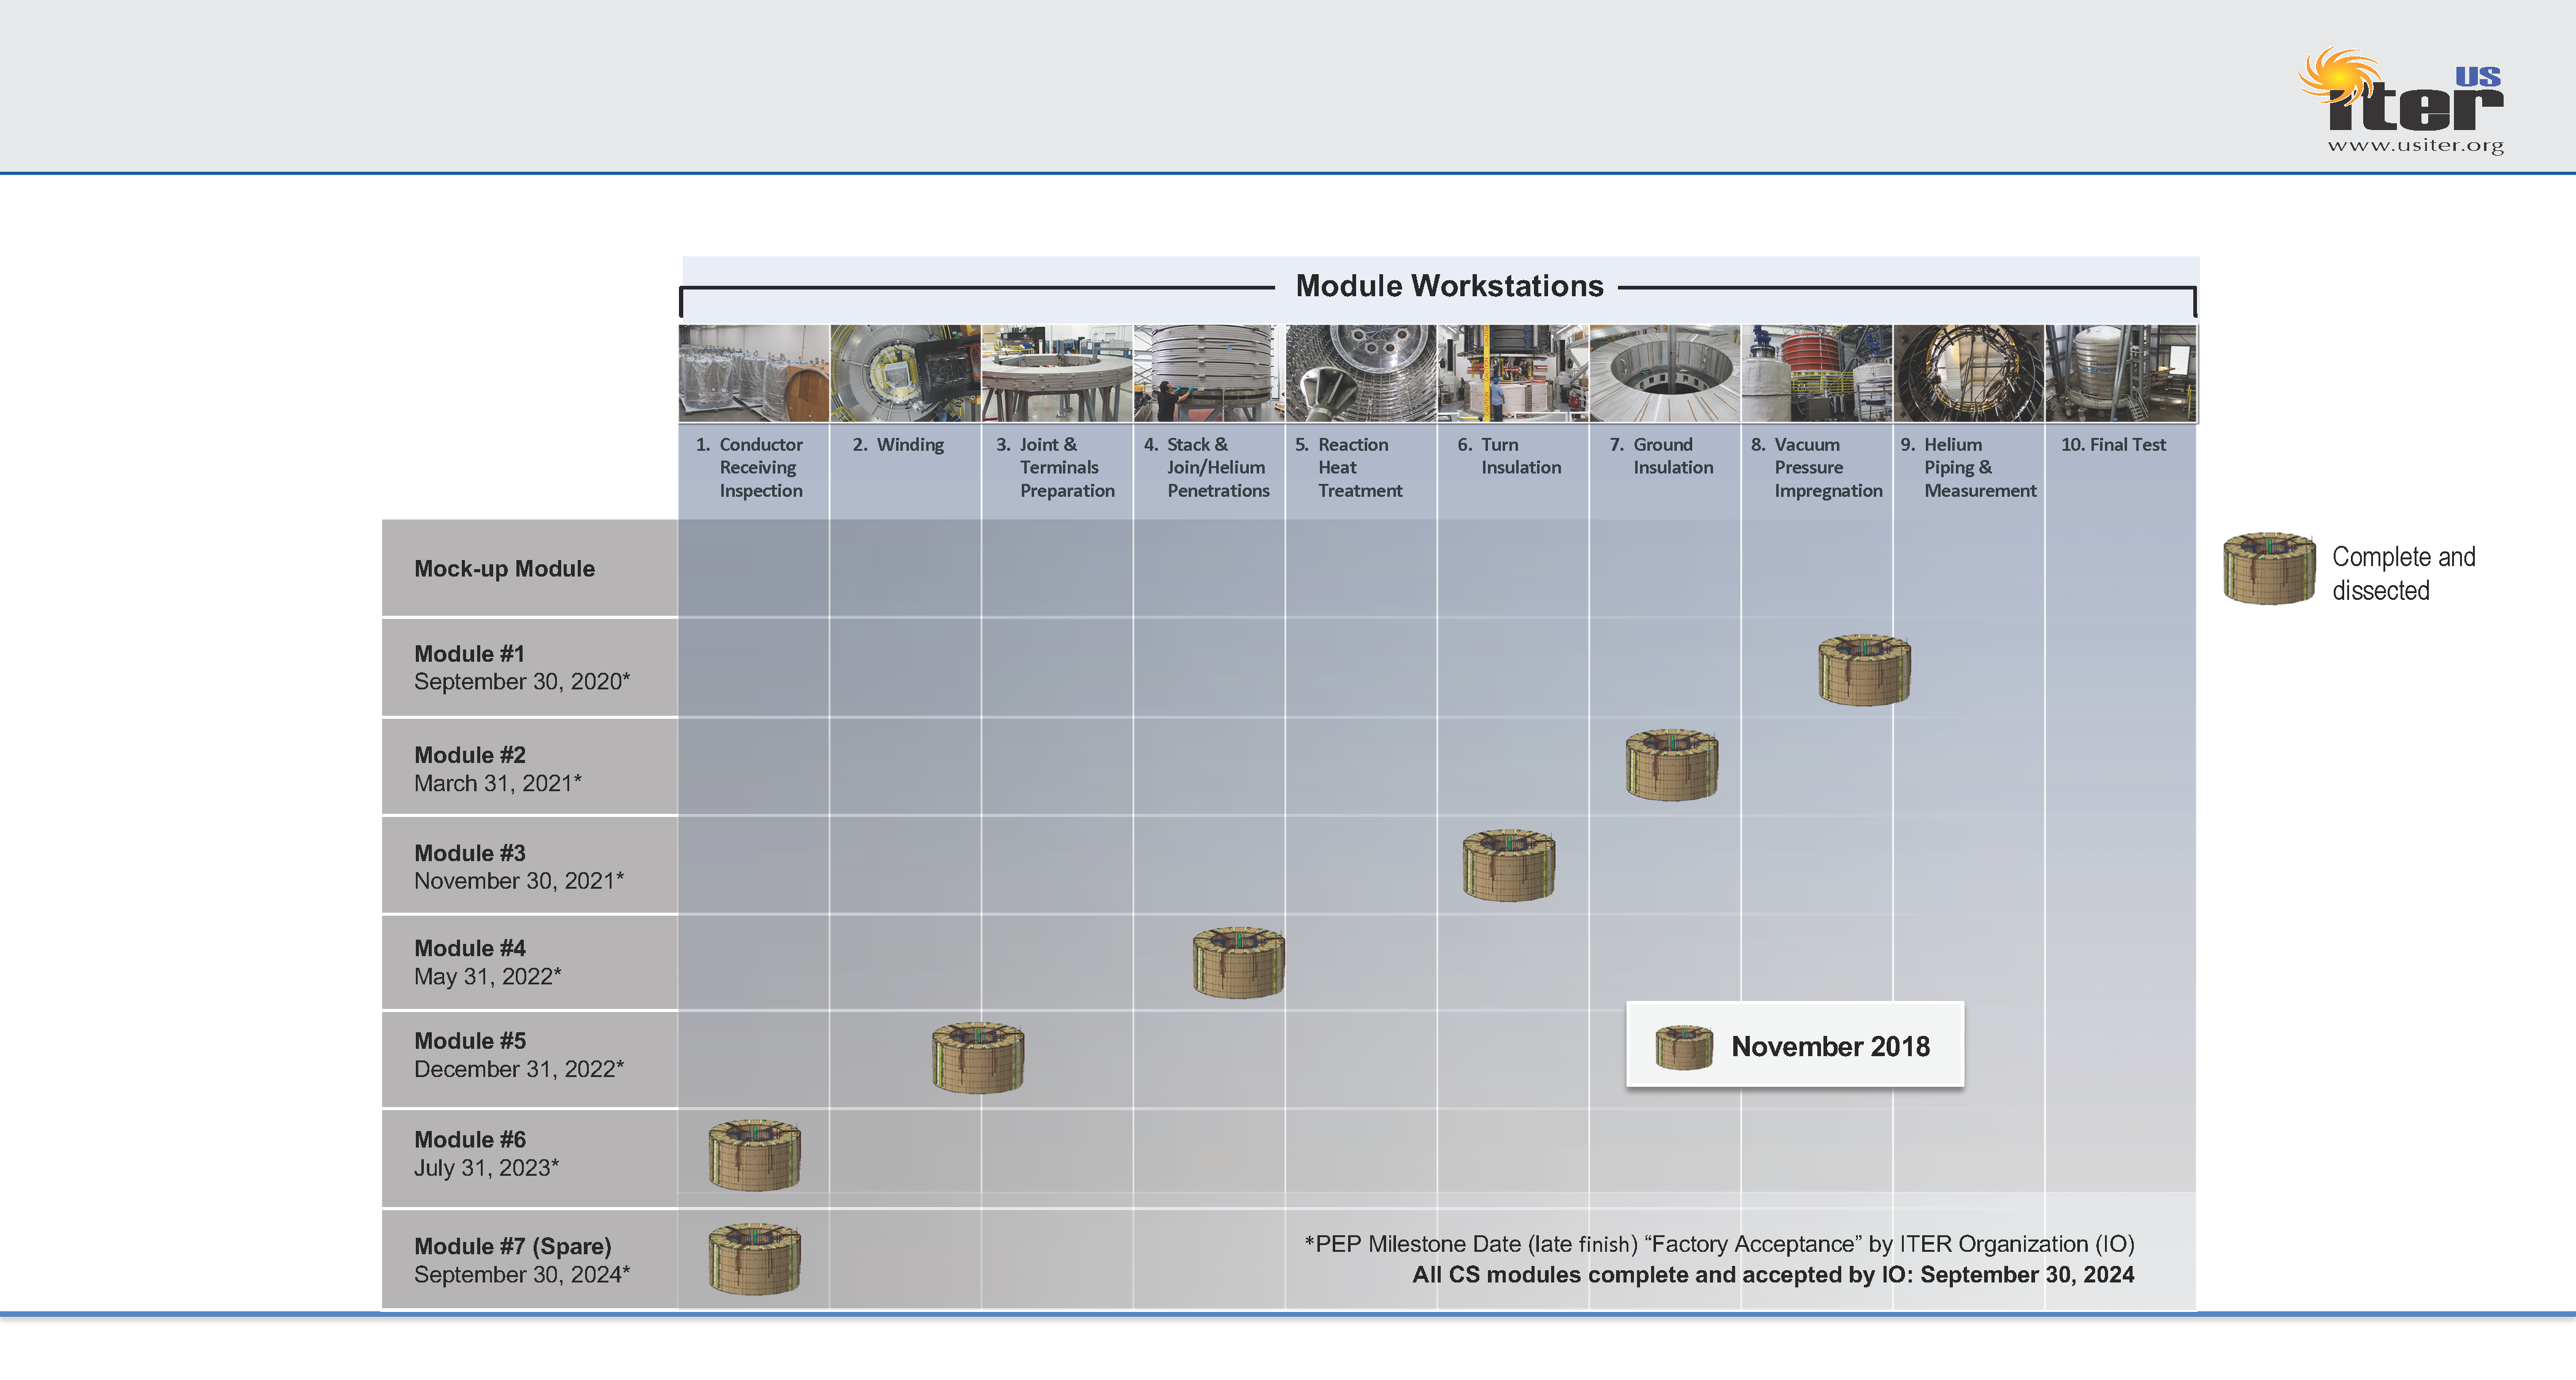 us
iter
www.usiter.org
Module Workstations
1. Conductor
Receiving
Inspection
2. Winding
3. Joint &
Terminals
Preparation
4. Stack &
Join/Helium
Penetrations
5. Reaction
Heat
Treatment
6. Turn
Insulation
7. Ground
Insulation
8. Vacuum
Pressure
Impregnation
9. Helium
Piping &
Measurement
10. Final Test
Mock-up Module
Complete and
dissected
Module #1
September 30, 2020*
Module #2
March 31, 2021*
Module #3
November 30, 2021*
Module #4
May 31, 2022*
Module #5
December 31, 2022*
November 2018
Module #6
July 31, 2023*
Module #7 (Spare)
September 30, 2024*
*PEP Milestone Date (late finish) “Factory Acceptance” by ITER Organization (IO)
All CS modules complete and accepted by IO: September 30, 2024